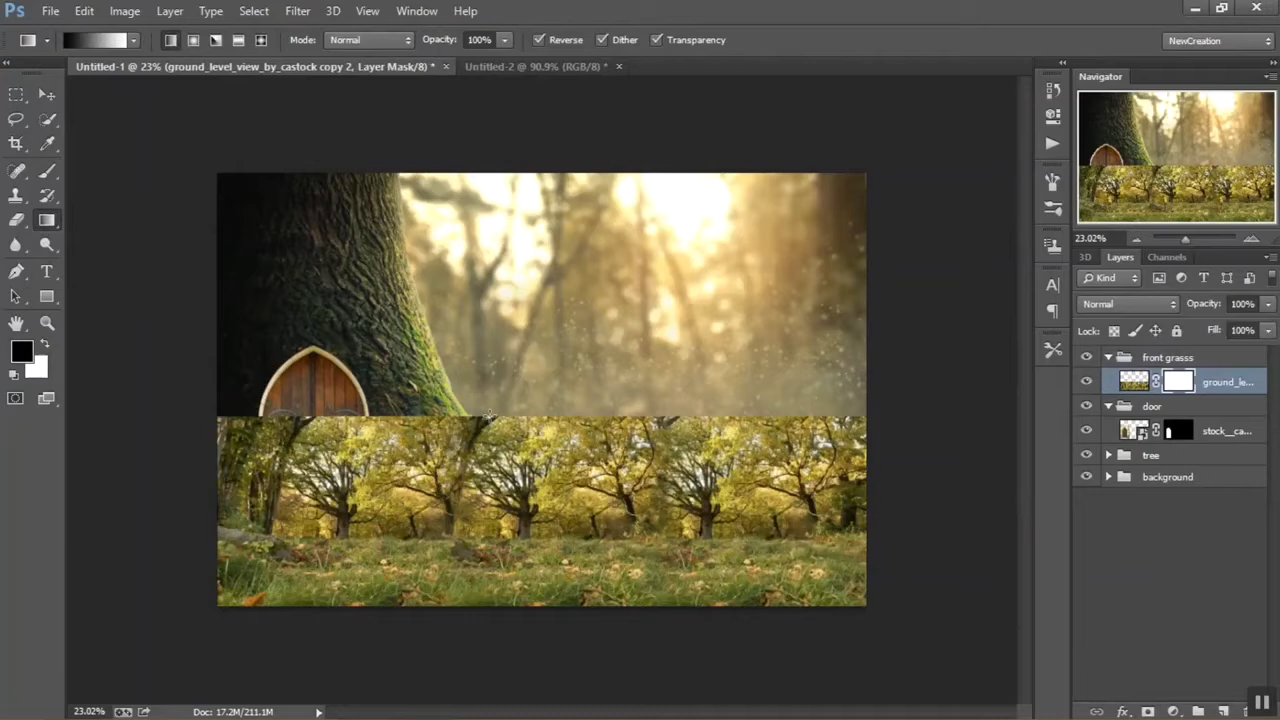 Ps File Edit Image Layer Type Select Filter 3D View Window Help
Mode: Normal Opacity: 100% Reverse Dither Transparency NewCreation
Untitled-1 @ 23% (ground_level_view_by_castock copy 2, Layer Mask/8) * × Untitled-2 @ 90.9% (RGB/8) * ×
Navigator
23.02%
3D Layers Channels
Kind
Normal Opacity: 100%
Lock: Fill: 100%
front grasss
ground_le...
door
stock__ca...
tree
background
23.02% Doc: 17.2M/211.1M